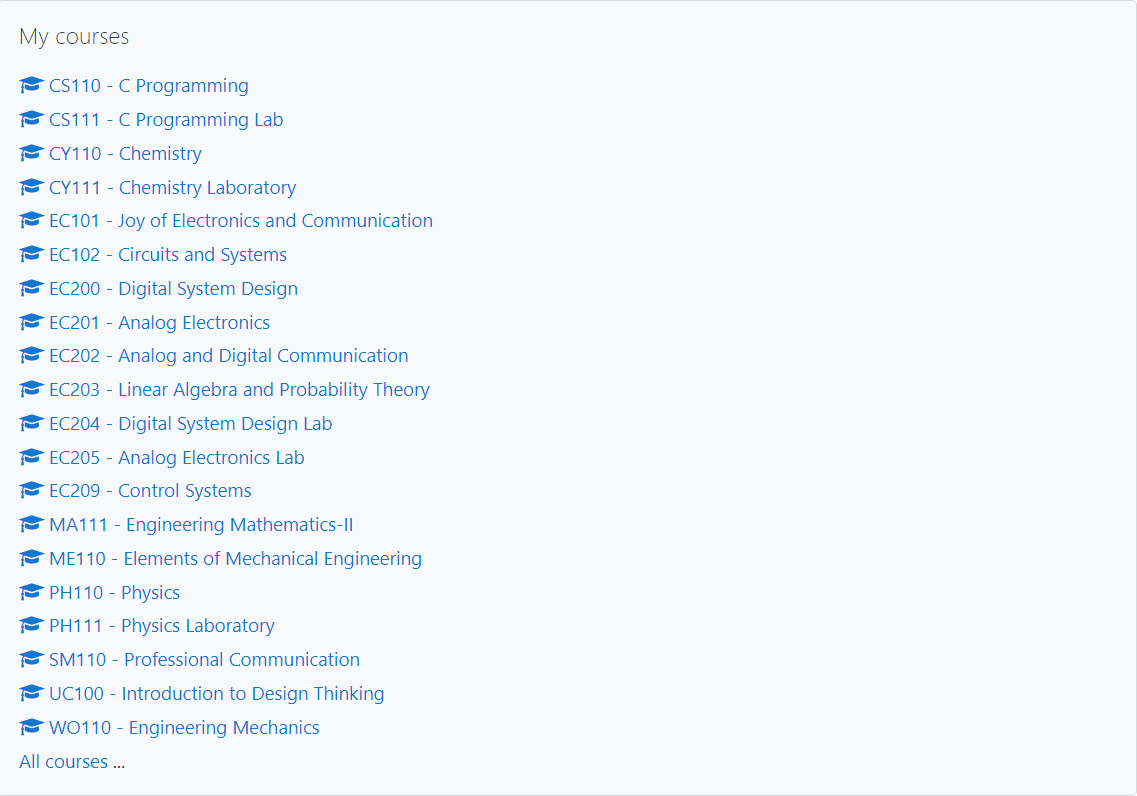 My courses
CS110 - C Programming
CS111 - C Programming Lab
CY110 - Chemistry
CY111 - Chemistry Laboratory
EC101 - Joy of Electronics and Communication
EC102 - Circuits and Systems
EC200 - Digital System Design
EC201 - Analog Electronics
EC202 - Analog and Digital Communication
EC203 - Linear Algebra and Probability Theory
EC204 - Digital System Design Lab
EC205 - Analog Electronics Lab
EC209 - Control Systems
MA111 - Engineering Mathematics-II
ME110 - Elements of Mechanical Engineering
PH110 - Physics
PH111 - Physics Laboratory
SM110 - Professional Communication
UC100 - Introduction to Design Thinking
WO110 - Engineering Mechanics
All courses ...